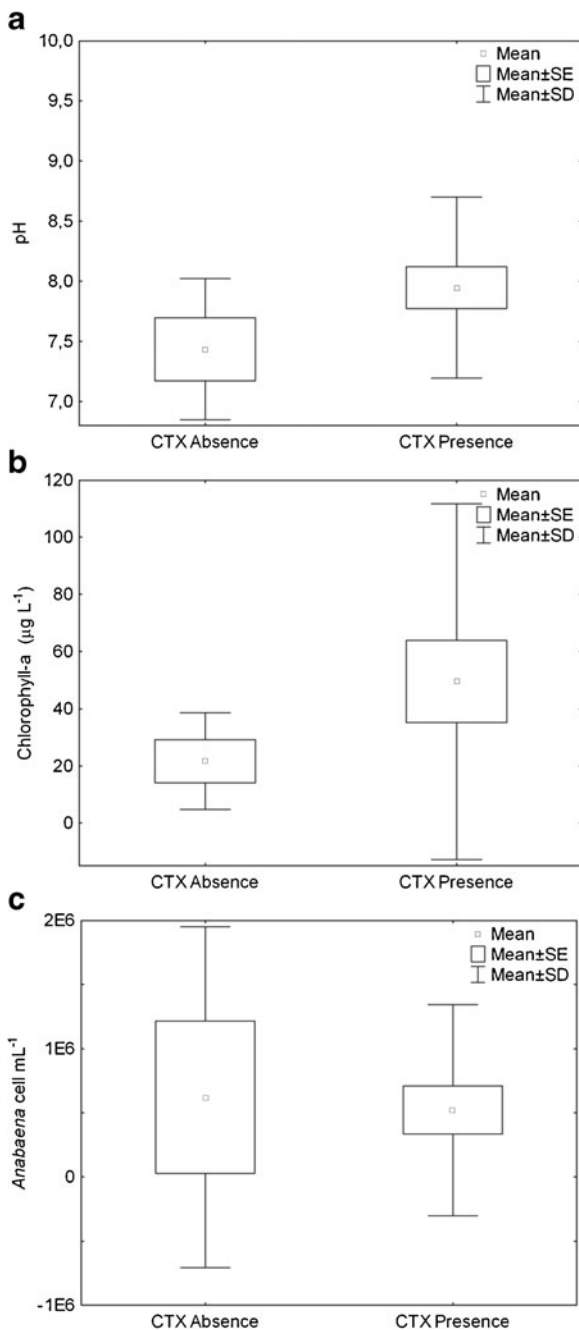 a
10,0
9,5
9,0
8,5
8,0
7,5
7,0
pH
Mean
Mean±SE
Mean±SD
CTX Absence
CTX Presence
b
120
100
80
60
40
20
0
Chlorophyll-a (µg L⁻¹)
Mean
Mean±SE
Mean±SD
CTX Absence
CTX Presence
c
2E6
1E6
0
-1E6
Anabaena cell mL⁻¹
Mean
Mean±SE
Mean±SD
CTX Absence
CTX Presence